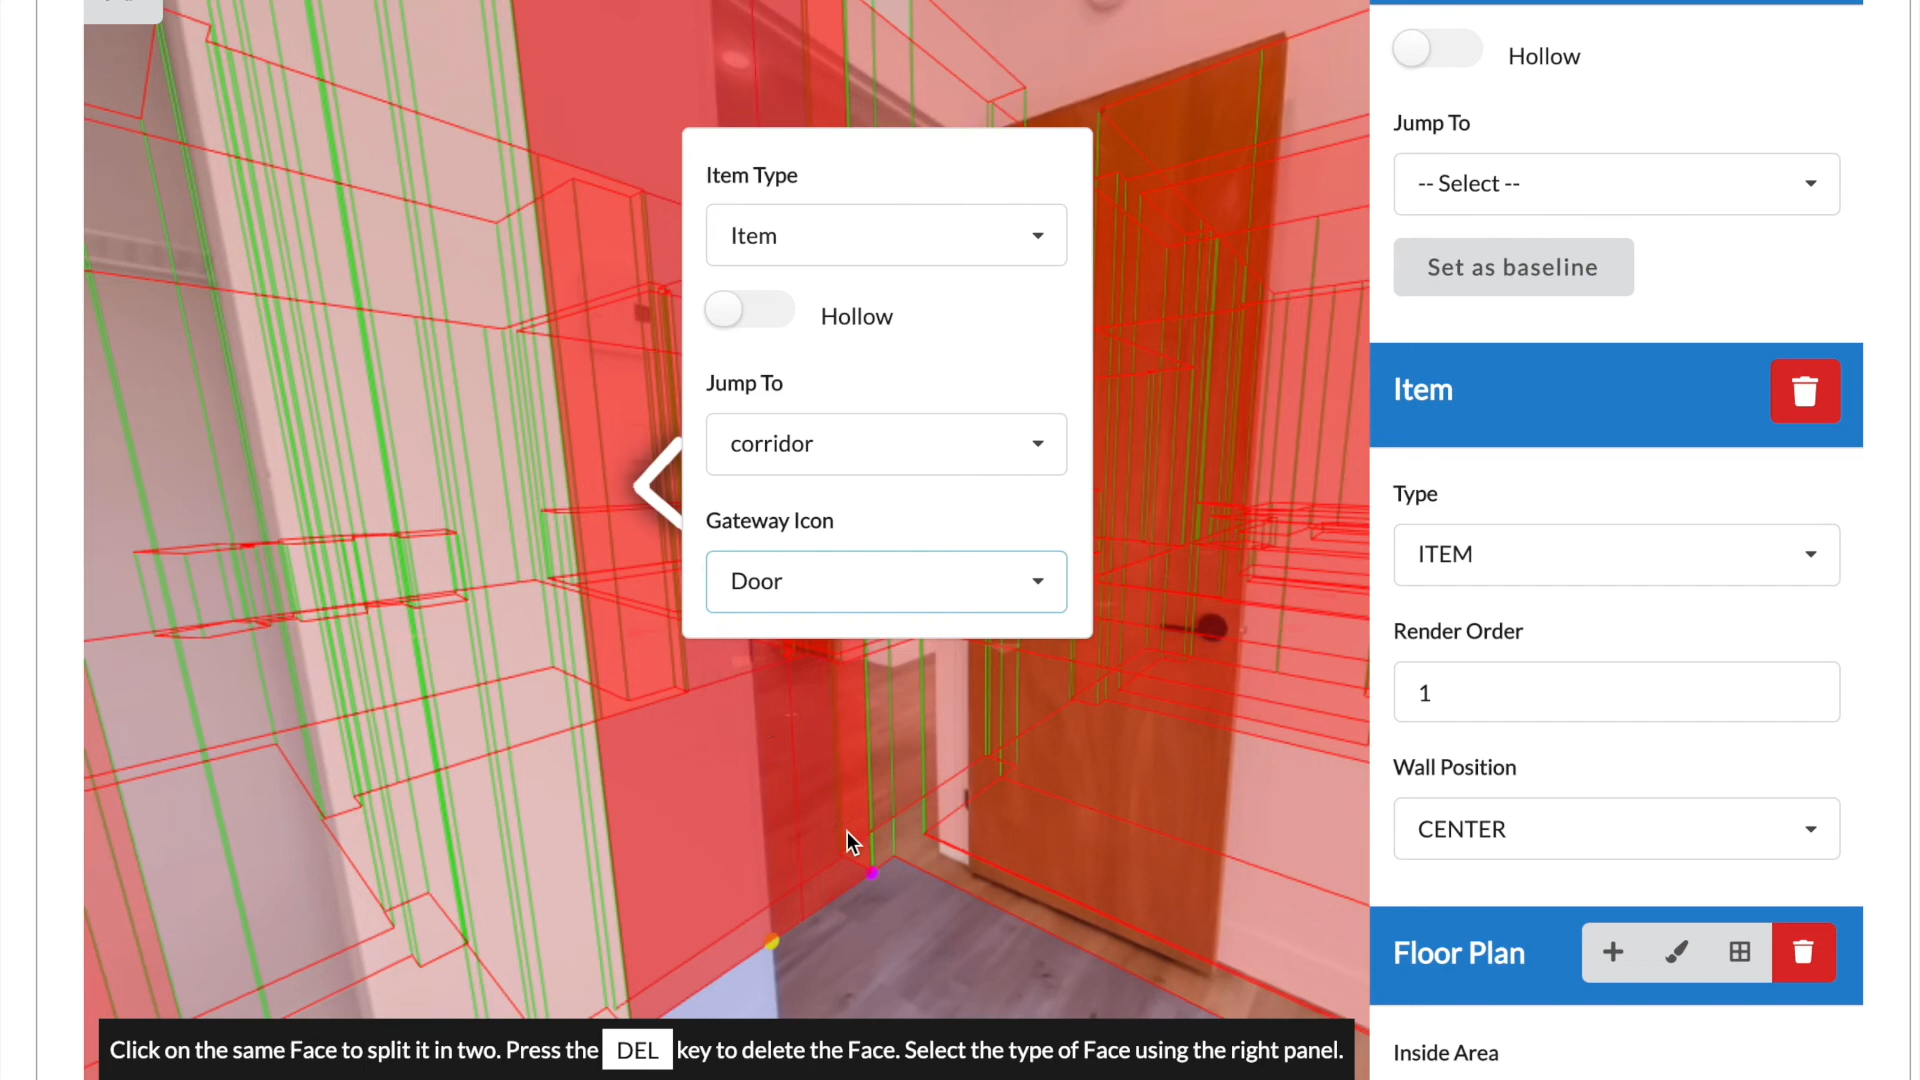 Item Type
Item
Hollow
Jump To
corridor
Gateway Icon
Door
Click on the same Face to split it in two. Press the DEL key to delete the Face. Select the type of Face using the right panel.
Hollow
Jump To
-- Select --
Set as baseline
Item
Type
ITEM
Render Order
1
Wall Position
CENTER
Floor Plan
Inside Area